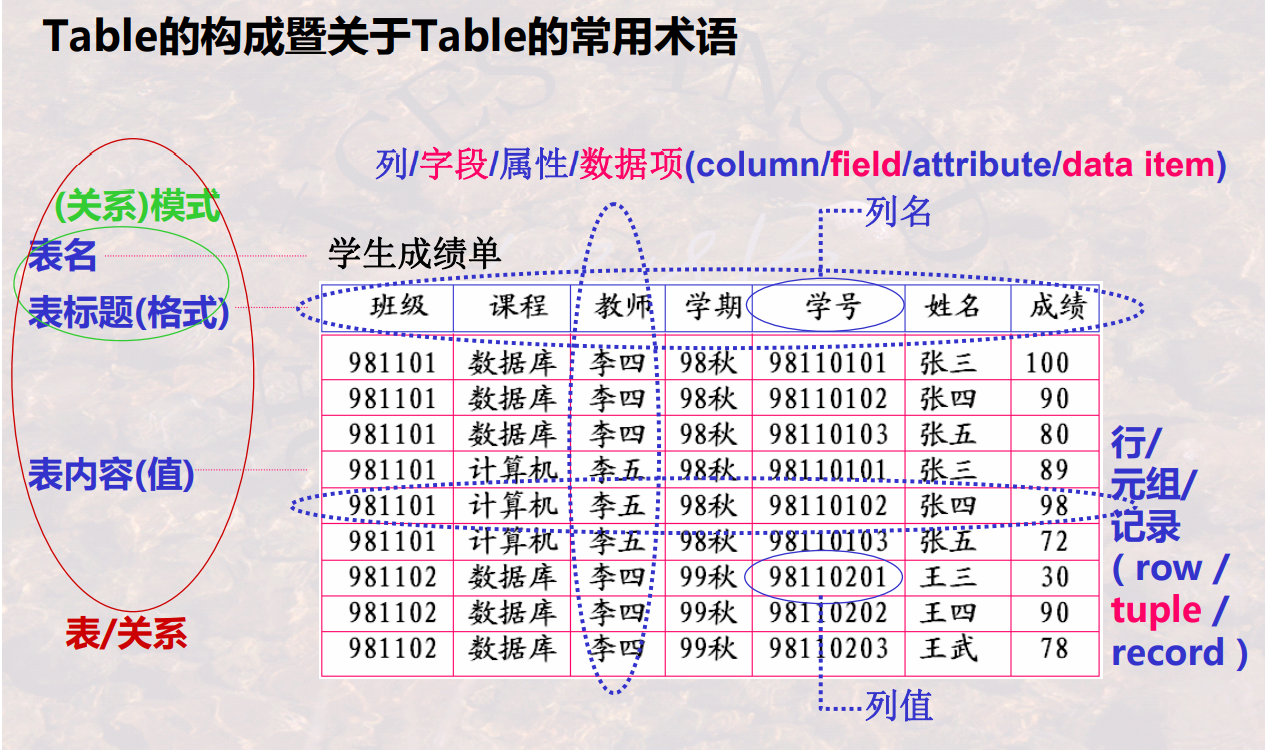 Table的构成暨关于Table的常用术语
列/字段/属性/数据项(column/field/attribute/data item)
(关系)模式
列名
表名
学生成绩单
表标题(格式)
班级 课程 教师 学期 学号 姓名 成绩
981101 数据库 李四 98秋 98110101 张三 100
981101 数据库 李四 98秋 98110102 张四 90
981101 数据库 李四 98秋 98110103 张五 80
981101 计算机 李五 98秋 98110101 张三 89
981101 计算机 李五 98秋 98110102 张四 98
981101 计算机 李五 98秋 98110103 张五 72
981102 数据库 李四 99秋 98110201 王三 30
981102 数据库 李四 99秋 98110202 王四 90
981102 数据库 李四 99秋 98110203 王武 78
表内容(值)
行/
元组/
记录
( row /
tuple /
record )
表/关系
列值